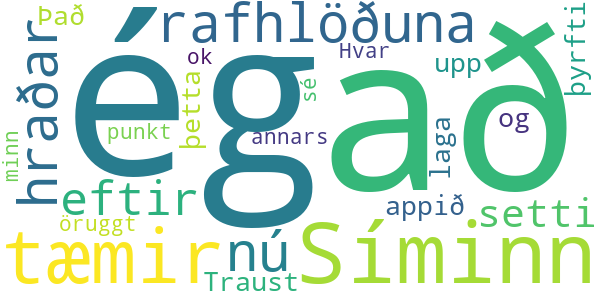 Það
rafhlöðuna
ég
að
ok
Hvar
upp
þyrfti
hraðar
þetta
sé
og
minn
punkt
annars
laga
eftir
appið
setti
öruggt
nú
tæmir
Síminn
Traust